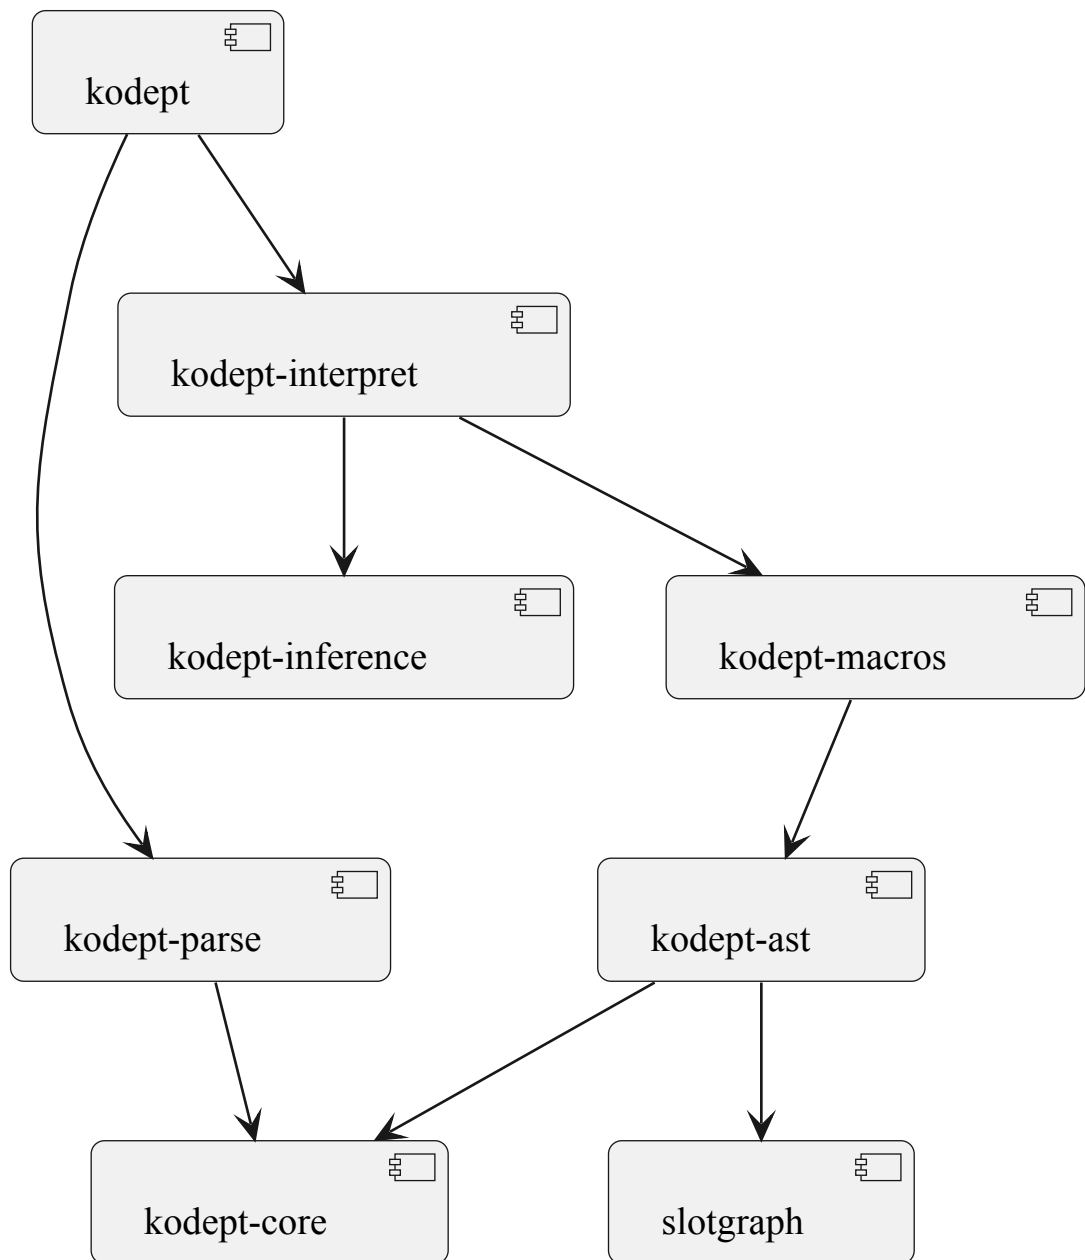 kodept
kodept-interpret
kodept-inference
kodept-macros
kodept-parse
kodept-ast
kodept-core
slotgraph